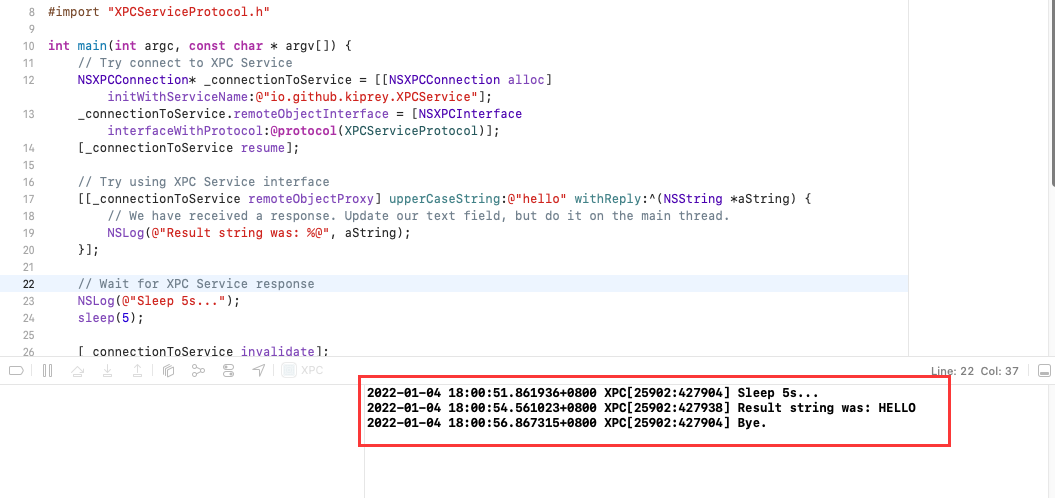 8 #import "XPCServiceProtocol.h"
9
10 int main(int argc, const char * argv[]) {
11 // Try connect to XPC Service
12 NSXPCConnection* _connectionToService = [[NSXPCConnection alloc]
initWithServiceName:@"io.github.kiprey.XPCService"];
13 _connectionToService.remoteObjectInterface = [NSXPCInterface
interfaceWithProtocol:@protocol(XPCServiceProtocol)];
14 [_connectionToService resume];
15
16 // Try using XPC Service interface
17 [[_connectionToService remoteObjectProxy] upperCaseString:@"hello" withReply:^(NSString *aString) {
18 // We have received a response. Update our text field, but do it on the main thread.
19 NSLog(@"Result string was: %@", aString);
20 }];
21
22 // Wait for XPC Service response
23 NSLog(@"Sleep 5s...");
24 sleep(5);
25
26 [_connectionToService invalidate];
XPC
Line: 22 Col: 37
2022-01-04 18:00:51.861936+0800 XPC[25902:427904] Sleep 5s...
2022-01-04 18:00:54.561023+0800 XPC[25902:427938] Result string was: HELLO
2022-01-04 18:00:56.867315+0800 XPC[25902:427904] Bye.